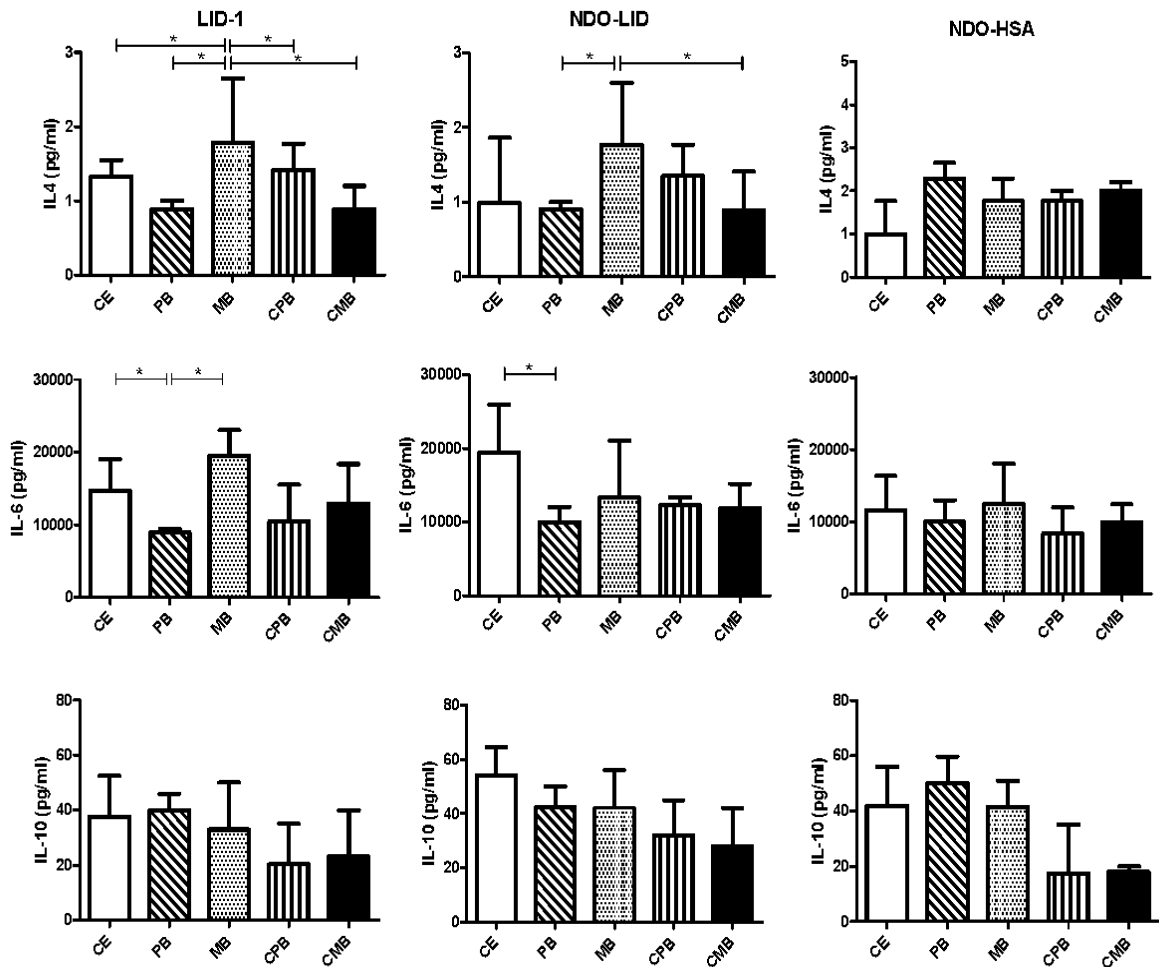 LID-1
NDO-LID
NDO-HSA
* *
* *
IL4 (pg/ml)
3
2
1
0
CE PB MB CPB CMB
* *
IL4 (pg/ml)
3
2
1
0
CE PB MB CPB CMB
IL4 (pg/ml)
5
4
3
2
1
0
CE PB MB CPB CMB
* *
IL-6 (pg/ml)
30000
20000
10000
0
CE PB MB CPB CMB
*
IL-6 (pg/ml)
30000
20000
10000
0
CE PB MB CPB CMB
IL-6 (pg/ml)
30000
20000
10000
0
CE PB MB CPB CMB
IL-10 (pg/ml)
80
60
40
20
0
CE PB MB CPB CMB
IL-10 (pg/ml)
80
60
40
20
0
CE PB MB CPB CMB
IL-10 (pg/ml)
80
60
40
20
0
CE PB MB CPB CMB